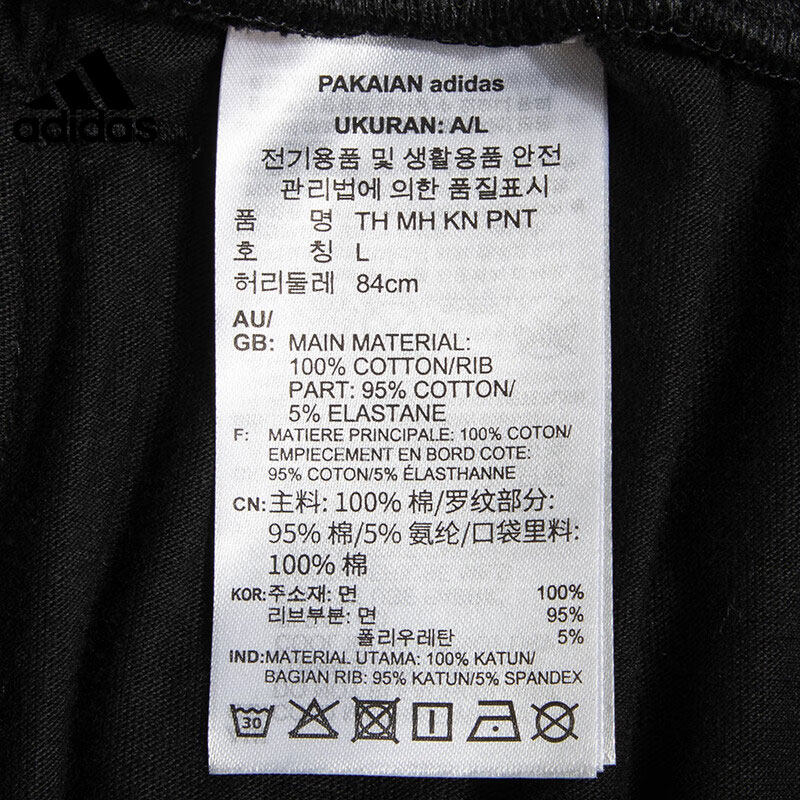 adidas
PAKAIAN adidas
UKURAN: A/L
전기용품 및 생활용품 안전
관리법에 의한 품질표시
품 명 TH MH KN PNT
호 칭 L
허리둘레 84cm
AU/
GB: MAIN MATERIAL:
100% COTTON/RIB
PART: 95% COTTON/
5% ELASTANE
F: MATIERE PRINCIPALE: 100% COTON/
EMPIECEMENT EN BORD COTE:
95% COTON/5% ÉLASTHANNE
CN: 主料: 100% 棉/罗纹部分:
95% 棉/5% 氨纶/口袋里料:
100% 棉
KOR: 주소재: 면 100%
리브부분: 면 95%
폴리우레탄 5%
IND: MATERIAL UTAMA: 100% KATUN/
BAGIAN RIB: 95% KATUN/5% SPANDEX
30